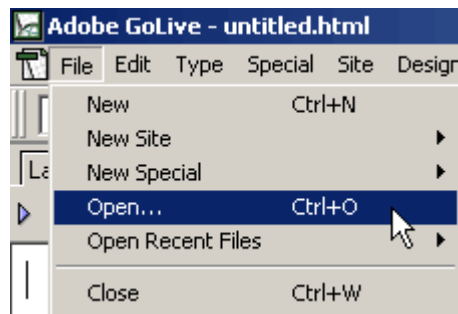 Adobe GoLive - untitled.html
File Edit Type Special Site Design
New Ctrl+N
New Site
New Special
Open... Ctrl+O
Open Recent Files
Close Ctrl+W